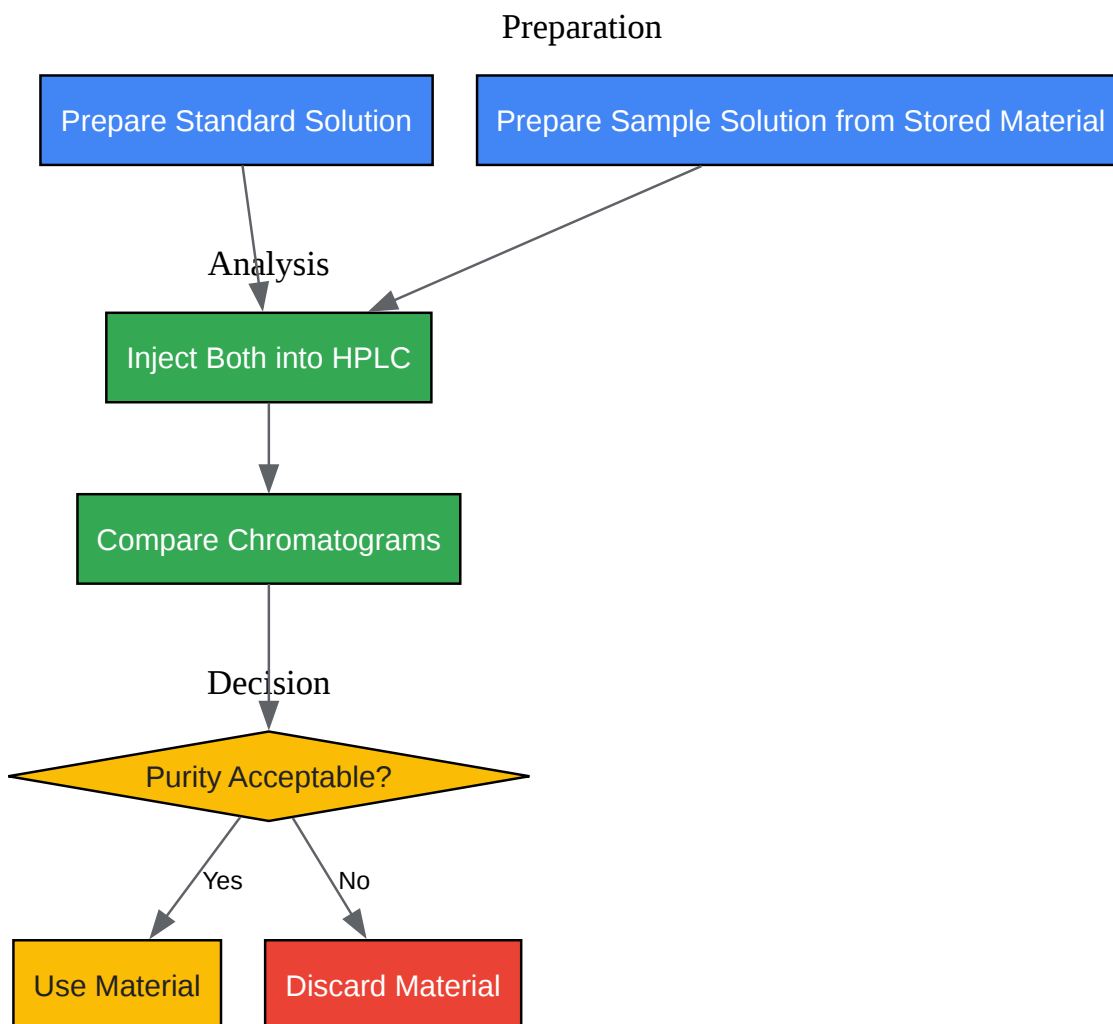 Preparation
Prepare Standard Solution
Prepare Sample Solution from Stored Material
Analysis
Inject Both into HPLC
Compare Chromatograms
Decision
Purity Acceptable?
Yes
No
Use Material
Discard Material